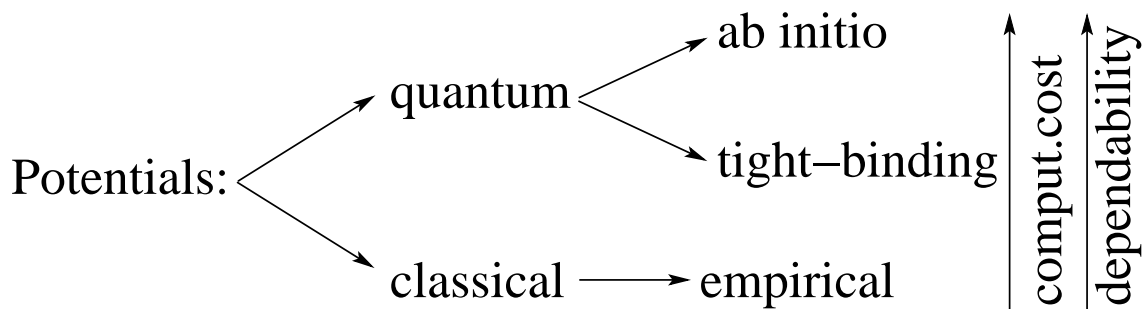 ab initio
quantum
tight–binding
Potentials:
classical
empirical
comput.cost
dependability